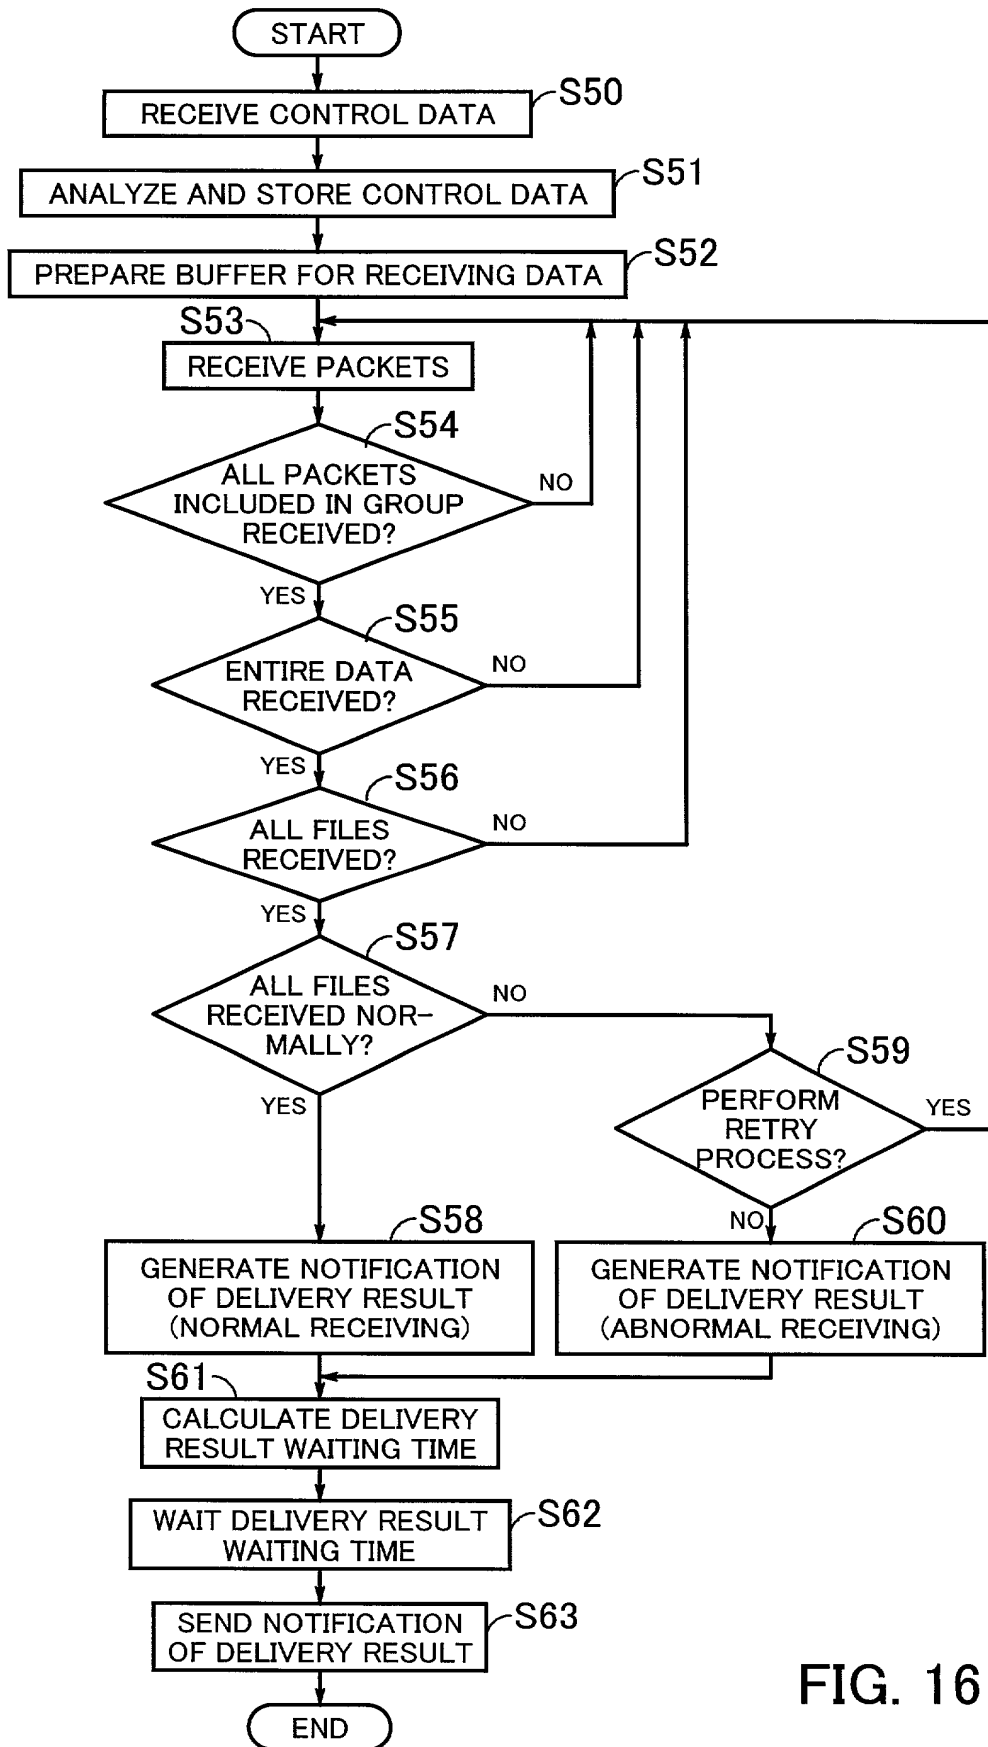 START
RECEIVE CONTROL DATA
S50
ANALYZE AND STORE CONTROL DATA
S51
PREPARE BUFFER FOR RECEIVING DATA
S52
S53
RECEIVE PACKETS
S54
ALL PACKETS
INCLUDED IN GROUP
RECEIVED?
NO
YES
S55
ENTIRE DATA
RECEIVED?
NO
YES
S56
ALL FILES
RECEIVED?
NO
YES
S57
ALL FILES
RECEIVED NOR-
MALLY?
NO
YES
S59
PERFORM
RETRY
PROCESS?
YES
NO
S58
GENERATE NOTIFICATION
OF DELIVERY RESULT
(NORMAL RECEIVING)
S60
GENERATE NOTIFICATION
OF DELIVERY RESULT
(ABNORMAL RECEIVING)
S61
CALCULATE DELIVERY
RESULT WAITING TIME
S62
WAIT DELIVERY RESULT
WAITING TIME
S63
SEND NOTIFICATION
OF DELIVERY RESULT
END
FIG. 16